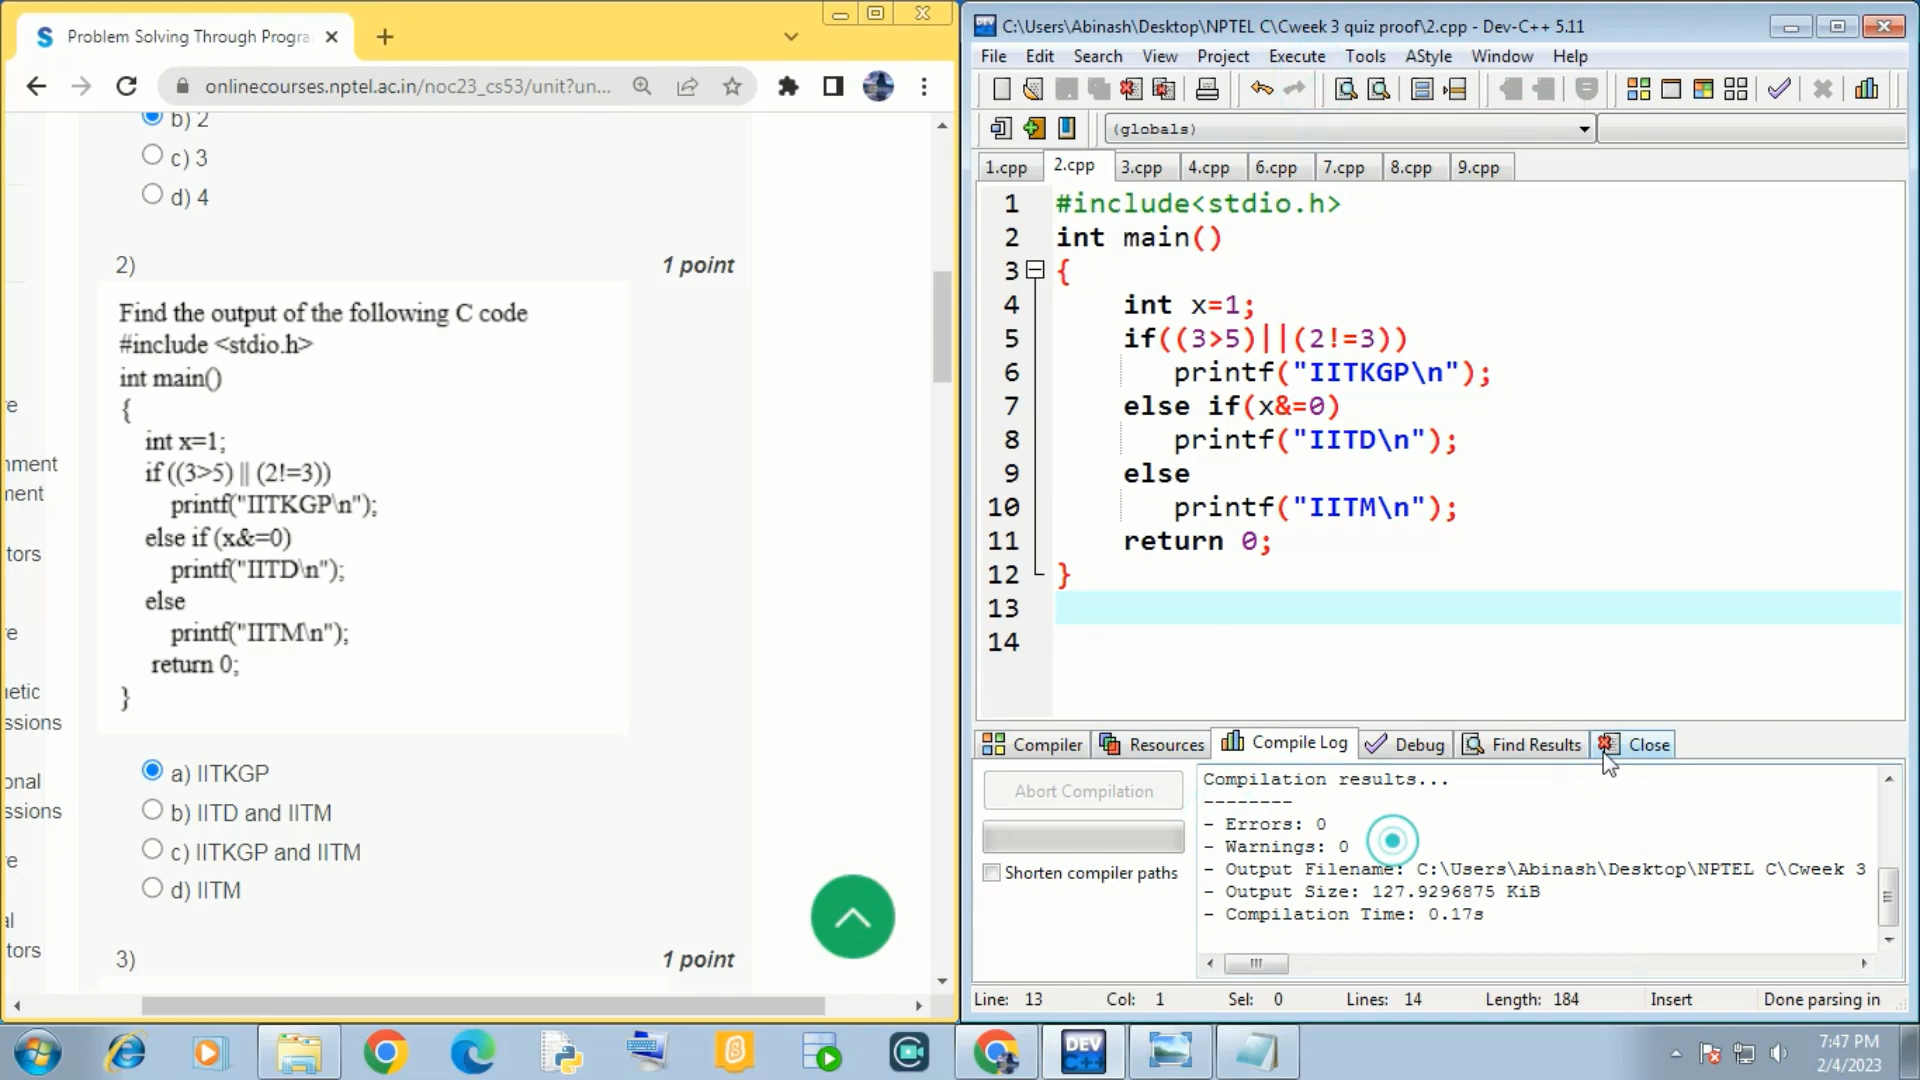 Problem Solving Through Progra
onlinecourses.nptel.ac.in/noc23_cs53/unit?un...
b) 2
c) 3
d) 4
2)
1 point
Find the output of the following C code
#include <stdio.h>
int main()
{
int x=1;
if ((3>5) || (2!=3))
printf("IITKGP\n");
else if (x&=0)
printf("IITD\n");
else
printf("IITM\n");
return 0;
}
a) IITKGP
b) IITD and IITM
c) IITKGP and IITM
d) IITM
3)
1 point
C:\Users\Abinash\Desktop\NPTEL C\Cweek 3 quiz proof\2.cpp - Dev-C++ 5.11
File Edit Search View Project Execute Tools AStyle Window Help
(globals)
1.cpp 2.cpp 3.cpp 4.cpp 6.cpp 7.cpp 8.cpp 9.cpp
1 #include<stdio.h>
2 int main()
3 {
4 int x=1;
5 if((3>5)||(2!=3))
6 printf("IITKGP\n");
7 else if(x&=0)
8 printf("IITD\n");
9 else
10 printf("IITM\n");
11 return 0;
12 }
13
14
Compiler Resources Compile Log Debug Find Results Close
Abort Compilation
Shorten compiler paths
Compilation results...
--------
- Errors: 0
- Warnings: 0
- Output Filename: C:\Users\Abinash\Desktop\NPTEL C\Cweek 3
- Output Size: 127.9296875 KiB
- Compilation Time: 0.17s
Line: 13 Col: 1 Sel: 0 Lines: 14 Length: 184 Insert Done parsing in
DEV C++
7:47 PM
2/4/2023